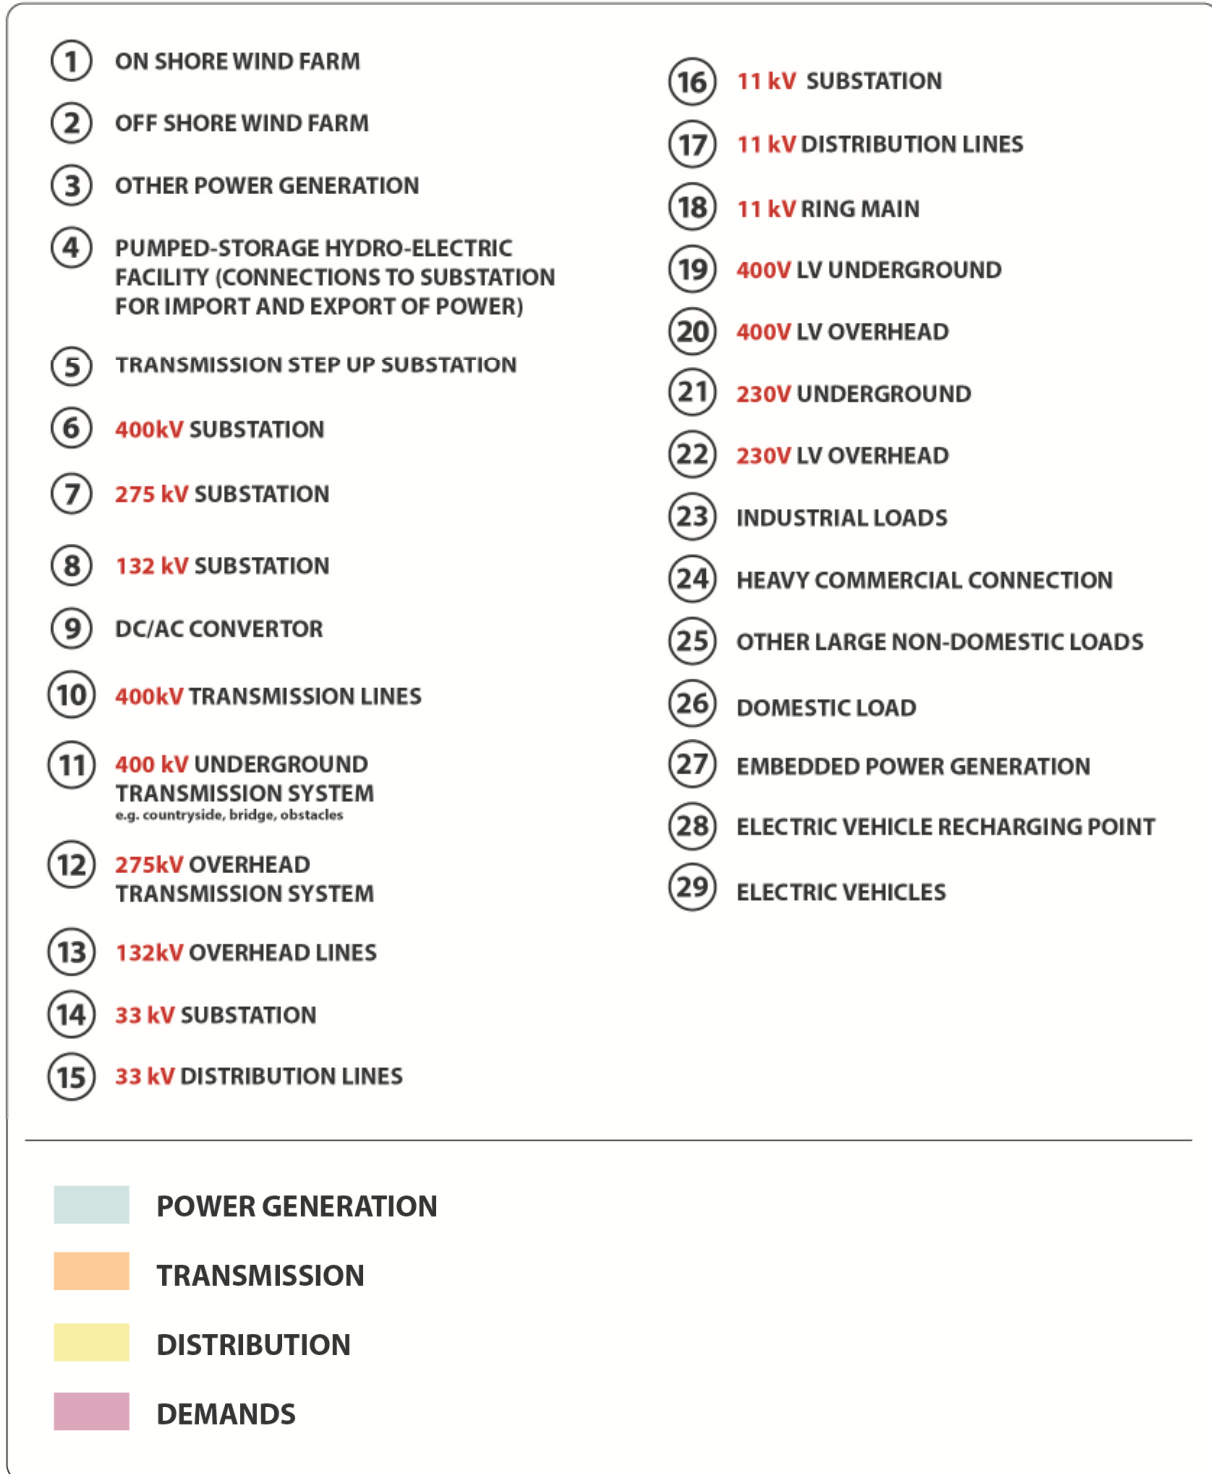 1 ON SHORE WIND FARM
2 OFF SHORE WIND FARM
3 OTHER POWER GENERATION
4 PUMPED-STORAGE HYDRO-ELECTRIC
FACILITY (CONNECTIONS TO SUBSTATION
FOR IMPORT AND EXPORT OF POWER)
5 TRANSMISSION STEP UP SUBSTATION
6 400kV SUBSTATION
7 275 kV SUBSTATION
8 132 kV SUBSTATION
9 DC/AC CONVERTOR
10 400kV TRANSMISSION LINES
11 400 kV UNDERGROUND
TRANSMISSION SYSTEM
e.g. countryside, bridge, obstacles
12 275kV OVERHEAD
TRANSMISSION SYSTEM
13 132kV OVERHEAD LINES
14 33 kV SUBSTATION
15 33 kV DISTRIBUTION LINES
16 11 kV SUBSTATION
17 11 kV DISTRIBUTION LINES
18 11 kV RING MAIN
19 400V LV UNDERGROUND
20 400V LV OVERHEAD
21 230V UNDERGROUND
22 230V LV OVERHEAD
23 INDUSTRIAL LOADS
24 HEAVY COMMERCIAL CONNECTION
25 OTHER LARGE NON-DOMESTIC LOADS
26 DOMESTIC LOAD
27 EMBEDDED POWER GENERATION
28 ELECTRIC VEHICLE RECHARGING POINT
29 ELECTRIC VEHICLES
POWER GENERATION
TRANSMISSION
DISTRIBUTION
DEMANDS